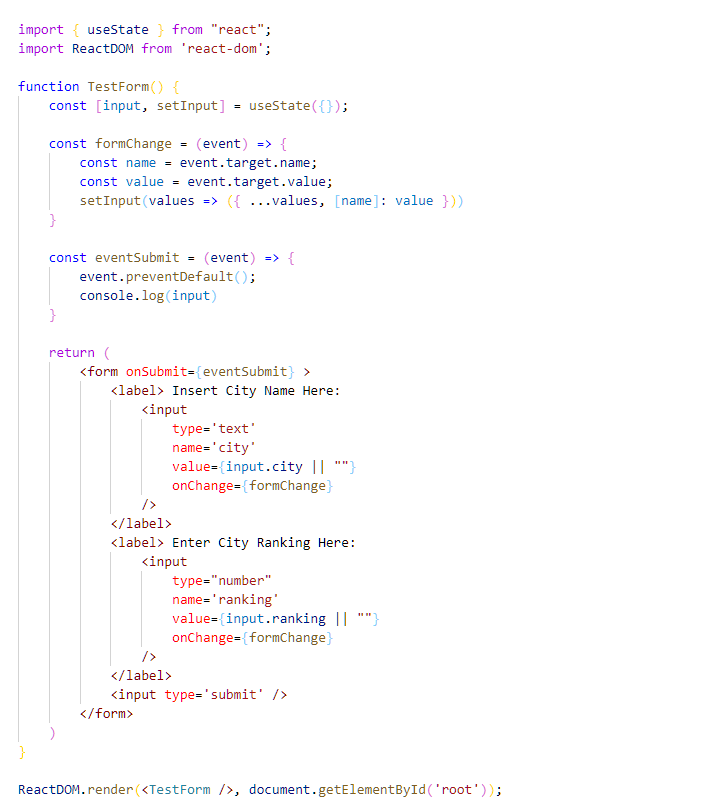 import { useState } from "react";
import ReactDOM from 'react-dom';

function TestForm() {
    const [input, setInput] = useState({});

    const formChange = (event) => {
        const name = event.target.name;
        const value = event.target.value;
        setInput(values => ({ ...values, [name]: value }))
    }

    const eventSubmit = (event) => {
        event.preventDefault();
        console.log(input)
    }

    return (
        <form onSubmit={eventSubmit} >
            <label> Insert City Name Here:
                <input
                    type='text'
                    name='city'
                    value={input.city || ""}
                    onChange={formChange}
                />
            </label>
            <label> Enter City Ranking Here:
                <input
                    type="number"
                    name='ranking'
                    value={input.ranking || ""}
                    onChange={formChange}
                />
            </label>
            <input type='submit' />
        </form>
    )
}

ReactDOM.render(<TestForm />, document.getElementById('root'));